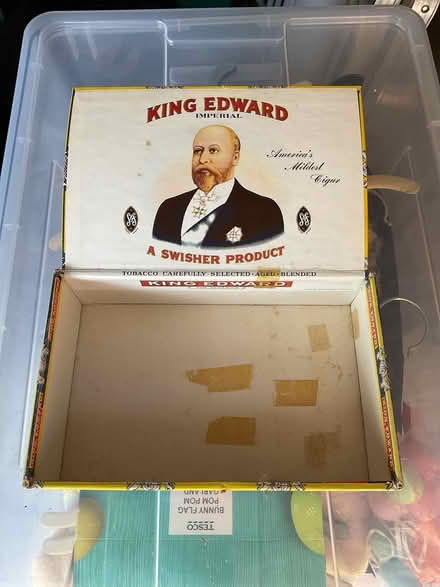 KING EDWARD
IMPERIAL
America's
Mildest
Cigar
A SWISHER PRODUCT
TOBACCO CAREFULLY SELECTED · AGED · BLENDED
KING EDWARD
BUNNY FLAG
POM POM
GARLAND
TESCO